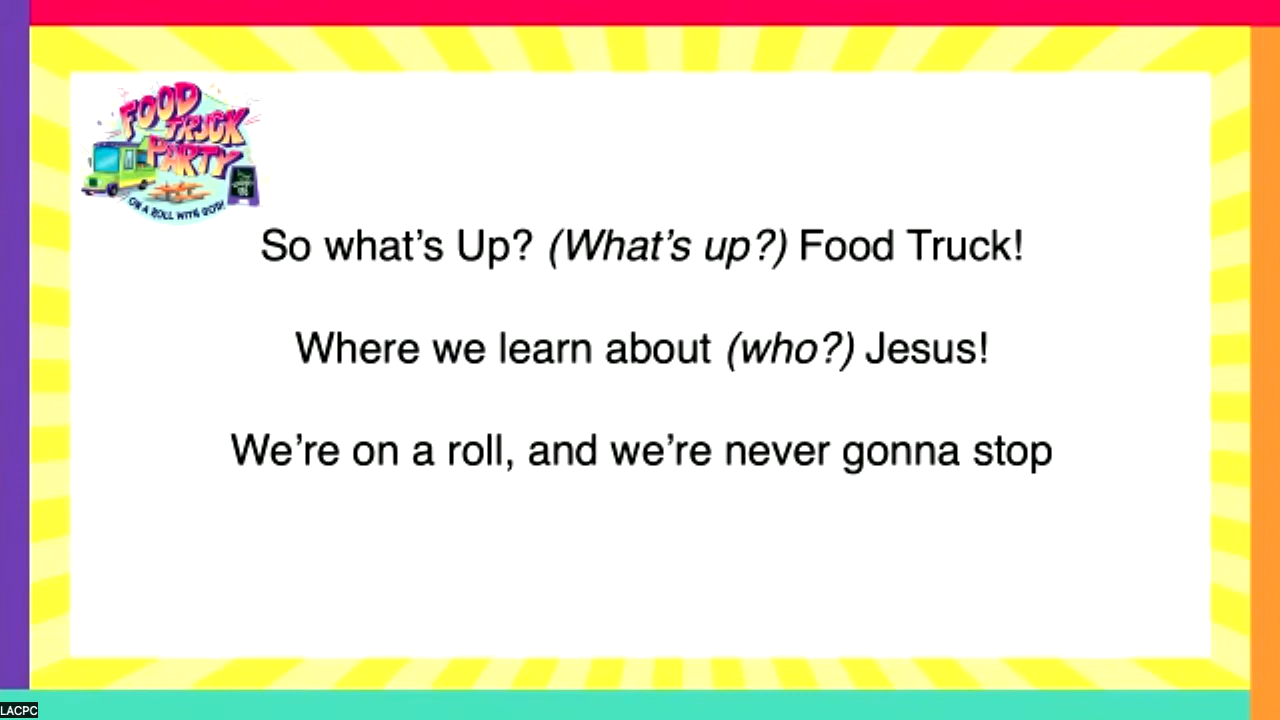 FOOD
TRUCK
PARTY
ON A ROLL WITH GOD!
So what's Up? (What's up?) Food Truck!
Where we learn about (who?) Jesus!
We're on a roll, and we're never gonna stop
LACPC